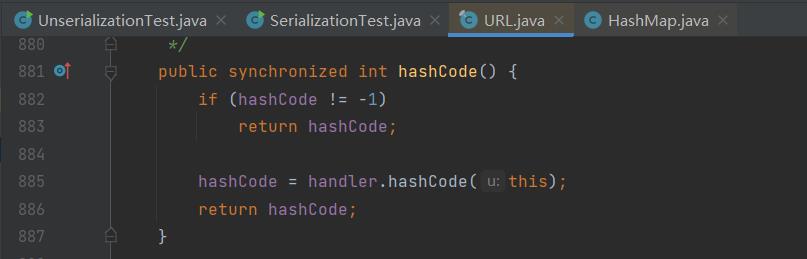 UnserializationTest.java × SerializationTest.java × URL.java × HashMap.java ×
880 */
881 public synchronized int hashCode() {
882 if (hashCode != -1)
883 return hashCode;
884
885 hashCode = handler.hashCode( u: this);
886 return hashCode;
887 }